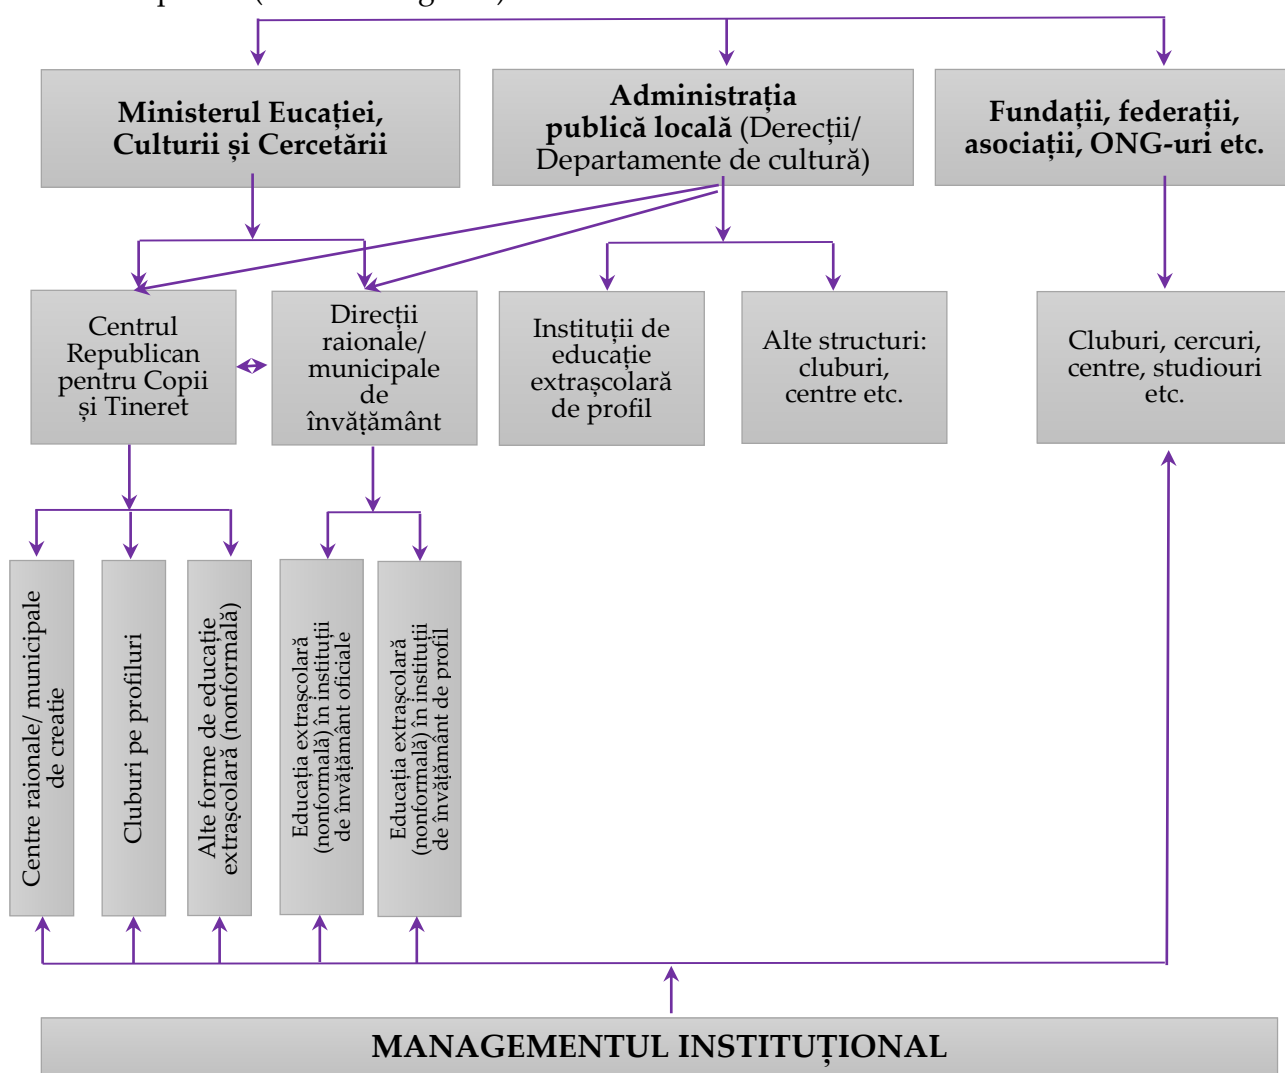 Ministerul Eucației,
Culturii și Cercetării
Administrația
publică locală (Derecții/
Departamente de cultură)
Fundații, federații,
asociații, ONG-uri etc.
Centrul
Republican
pentru Copii
și Tineret
Direcții
raionale/
municipale
de
învățământ
Instituții de
educație
extrașcolară
de profil
Alte structuri:
cluburi,
centre etc.
Cluburi, cercuri,
centre, studiouri
etc.
Centre raionale/ municipale
de creatie
Cluburi pe profiluri
Alte forme de educație
extrașcolară (nonformală)
Educația extrașcolară
(nonformală) în instituții
de învățământ oficiale
Educația extrașcolară
(nonformală) în instituții
de învățământ de profil
MANAGEMENTUL INSTITUȚIONAL